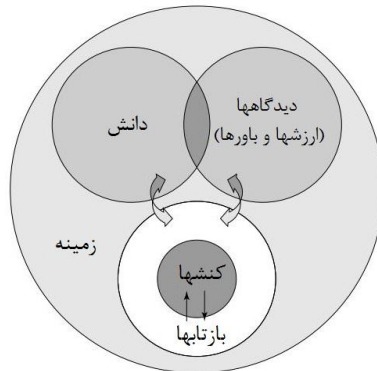 دیدگاهها
(ارزشها و باورها)
دانش
زمینه
کنشها
بازتابها